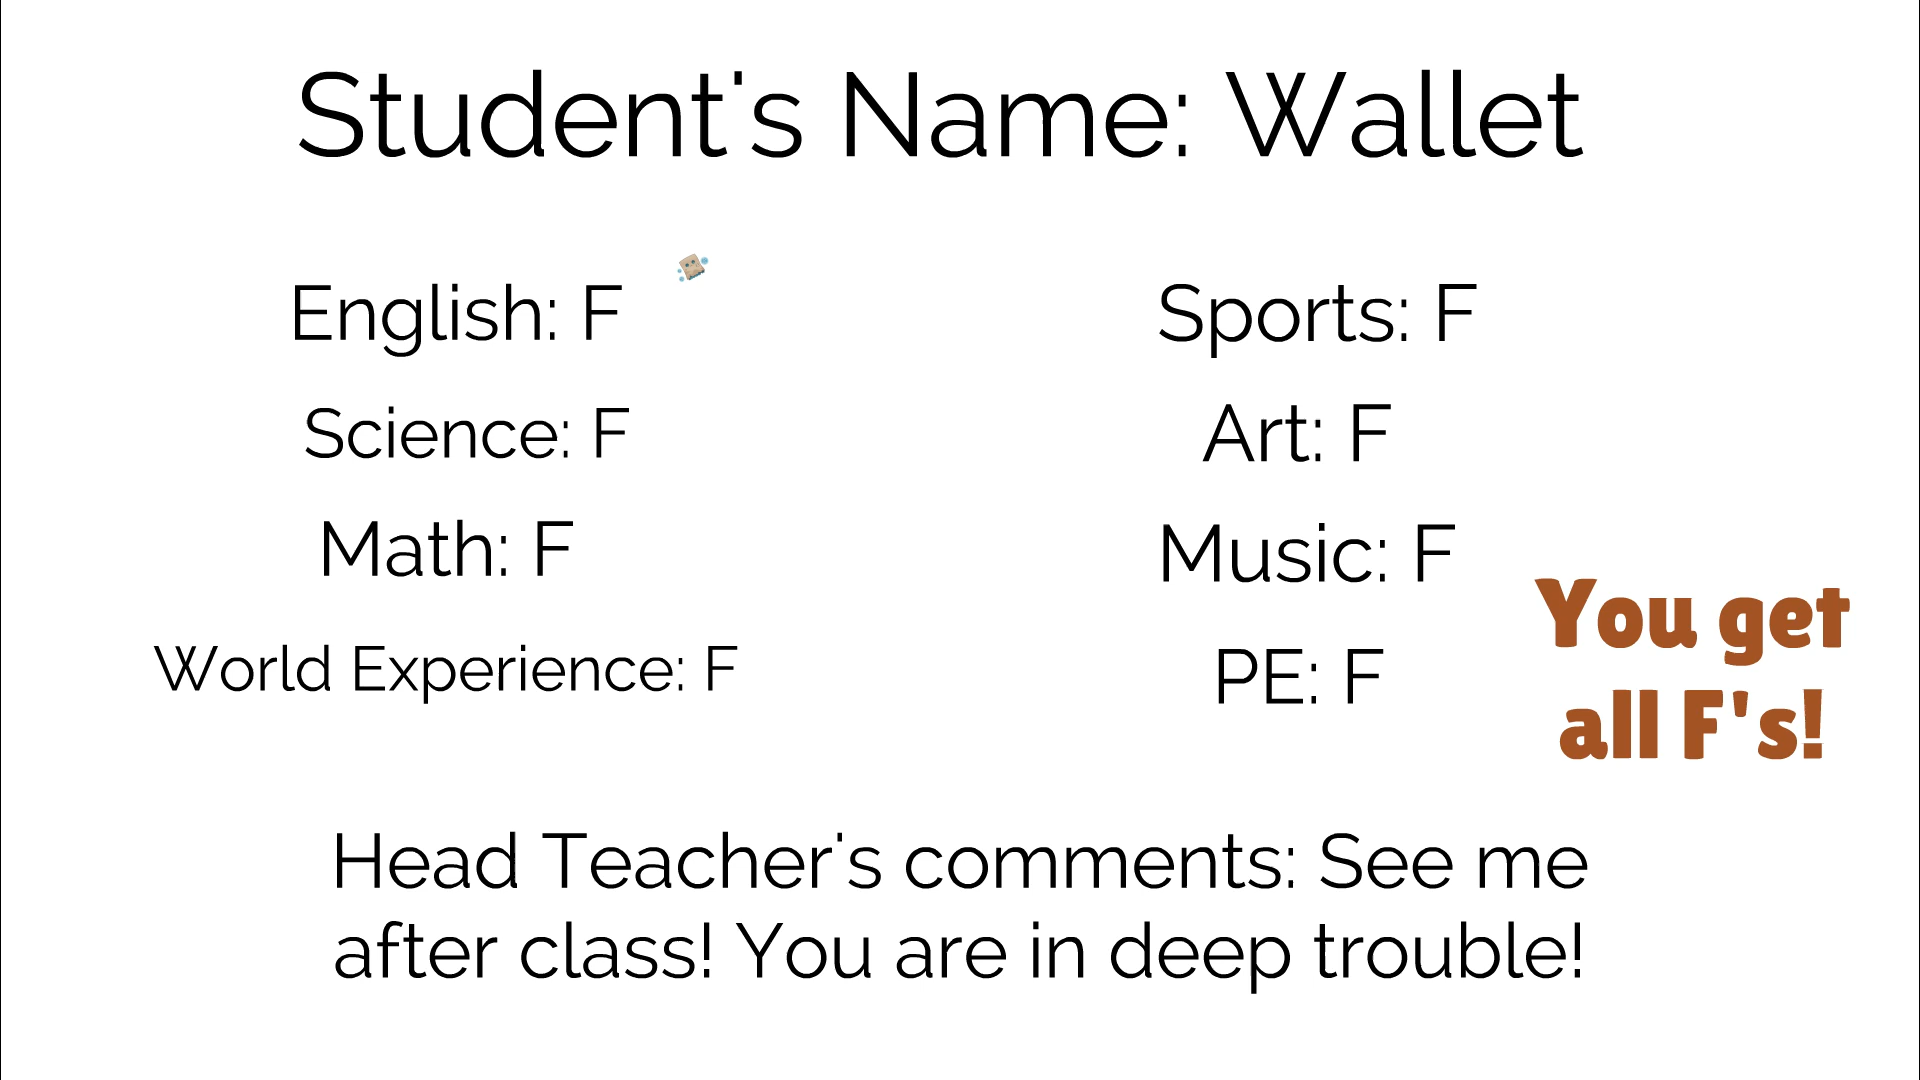 Student's Name: Wallet
English: F
Science: F
Math: F
World Experience: F
Sports: F
Art: F
Music: F
PE: F
You get
all F's!
Head Teacher's comments: See me
after class! You are in deep trouble!